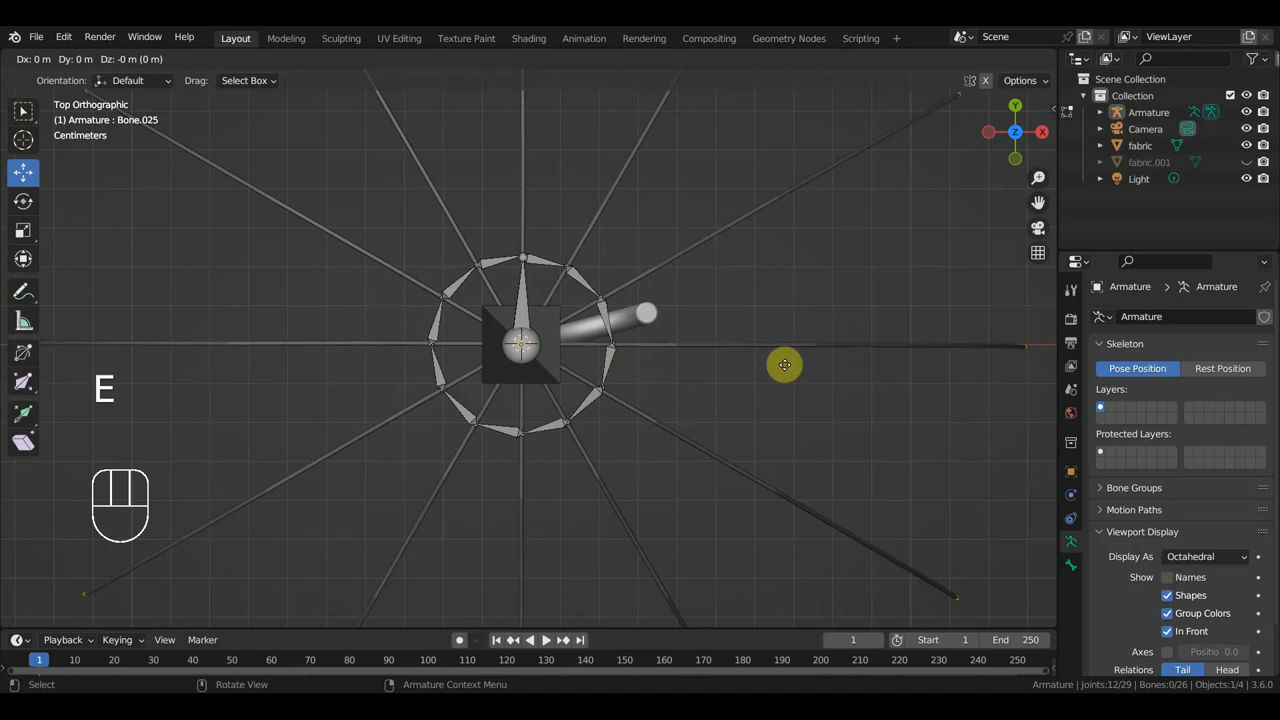 File Edit Render Window Help Layout Modeling Sculpting UV Editing Texture Paint Shading Animation Rendering Compositing Geometry Nodes Scripting + Scene ViewLayer
Dx: 0 m Dy: 0 m Dz: -0 m (0 m)
Orientation: Default Drag: Select Box X Options
Top Orthographic
(1) Armature : Bone.025
Centimeters
Y
X
Z
E
Scene Collection
Collection
Armature
Camera
fabric
fabric.001
Light
Armature Armature
Armature
Skeleton
Pose Position Rest Position
Layers:
Protected Layers:
Bone Groups
Motion Paths
Viewport Display
Display As Octahedral
Show Names
Shapes
Group Colors
In Front
Axes Positio 0.0
Relations Tail Head
Playback Keying View Marker 1 Start 1 End 250
1 10 20 30 40 50 60 70 80 90 100 110 120 130 140 150 160 170 180 190 200 210 220 230 240 250
Select Rotate View Armature Context Menu Armature | Joints:12/29 | Bones:0/26 | Objects:1/4 | 3.6.0